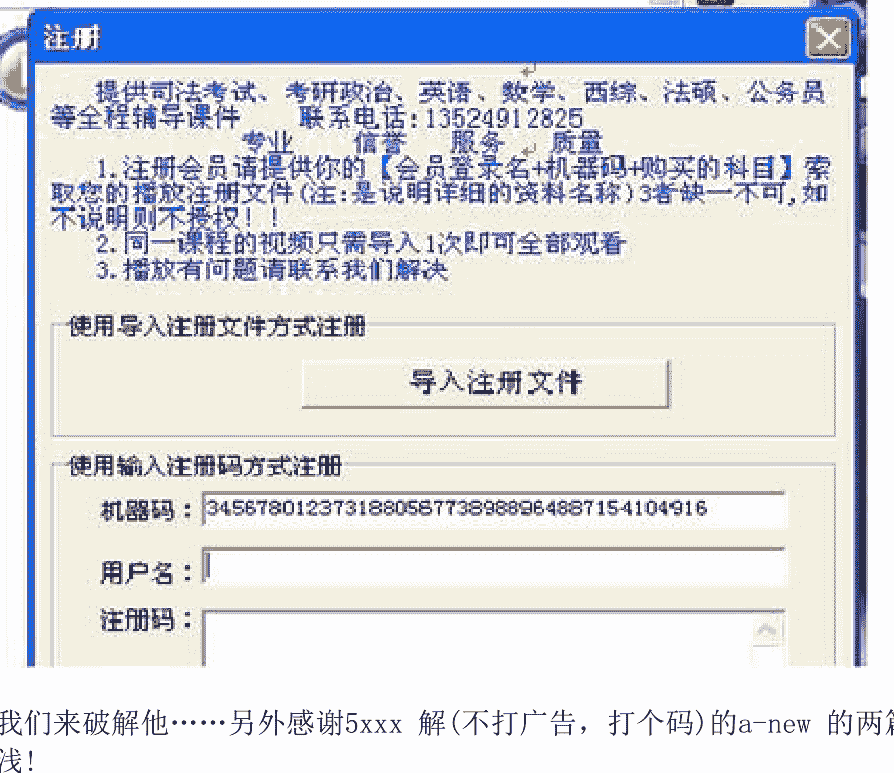 注册
提供司法考试、考研政治、英语、数学、西综、法硕、公务员
等全程辅导课件 联系电话:13524912825
专业 信誉 服务 质量
1.注册会员请提供你的【会员登录名+机器码+购买的科目】索
取您的播放注册文件(注:是说明详细的资料名称)3者缺一不可,如
不说明则不授权!!
2.同一课程的视频只需导入1次即可全部观看
3.播放有问题请联系我们解决
使用导入注册文件方式注册
导入注册文件
使用输入注册码方式注册
机器码：
用户名：
注册码：
我们来破解他……另外感谢5xxx 解(不打广告，打个码)的a-new 的两篇
浅!